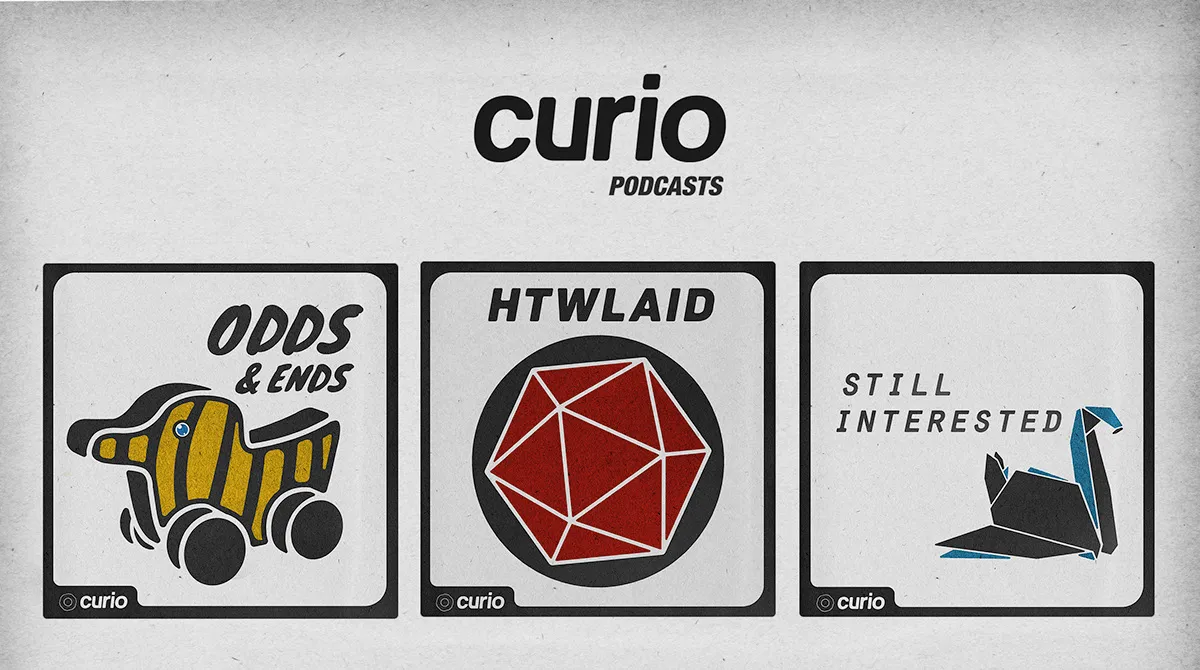 curio
PODCASTS
ODDS
& ENDS
curio
HTWLAID
curio
STILL
INTERESTED
curio